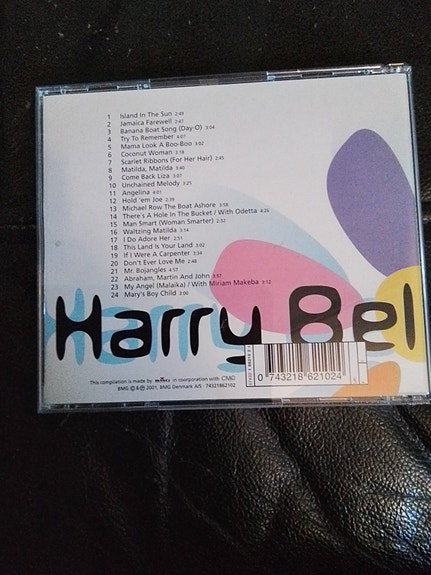 1 Island In The Sun 2:49
2 Jamaica Farewell 2:47
3 Banana Boat Song (Day-O) 3:04
4 Try To Remember 4:07
5 Mama Look A Boo-Boo 3:02
6 Coconut Woman 3:18
7 Scarlet Ribbons (For Her Hair) 2:45
8 Matilda, Matilda 3:40
9 Come Back Liza 3:07
10 Unchained Melody 3:25
11 Angelina 4:01
12 Hold 'em Joe 2:39
13 Michael Row The Boat Ashore 3:58
14 There's A Hole In The Bucket / With Odetta 4:26
15 Man Smart (Woman Smarter) 2:32
16 Waltzing Matilda 3:14
17 I Do Adore Her 2:51
18 This Land Is Your Land 3:02
19 If I Were A Carpenter 3:34
20 Don't Ever Love Me 2:48
21 Mr. Bojangles 4:57
22 Abraham, Martin And John 3:57
23 My Angel (Malaika) / With Miriam Makeba 3:12
24 Mary's Boy Child 3:00
Harry Bel
0 743218 621024
This compilation is made by in coorporation with CMC
BMG © & ℗ 2001, BMG Denmark A/S 74321862102